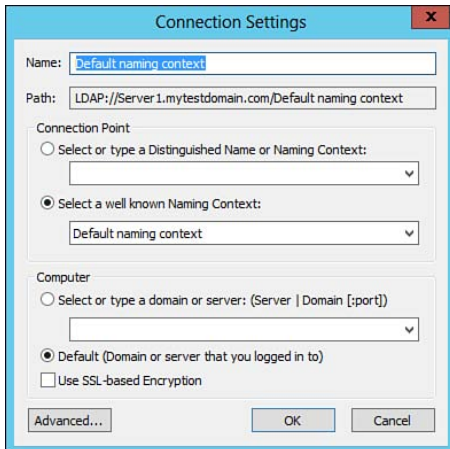 Connection Settings
x
Name: Default naming context
Path: LDAP://Server1.mytestdomain.com/Default naming context
Connection Point
Select or type a Distinguished Name or Naming Context:
Select a well known Naming Context:
Default naming context
Computer
Select or type a domain or server: (Server | Domain [:port])
Default (Domain or server that you logged in to)
Use SSL-based Encryption
Advanced... OK Cancel